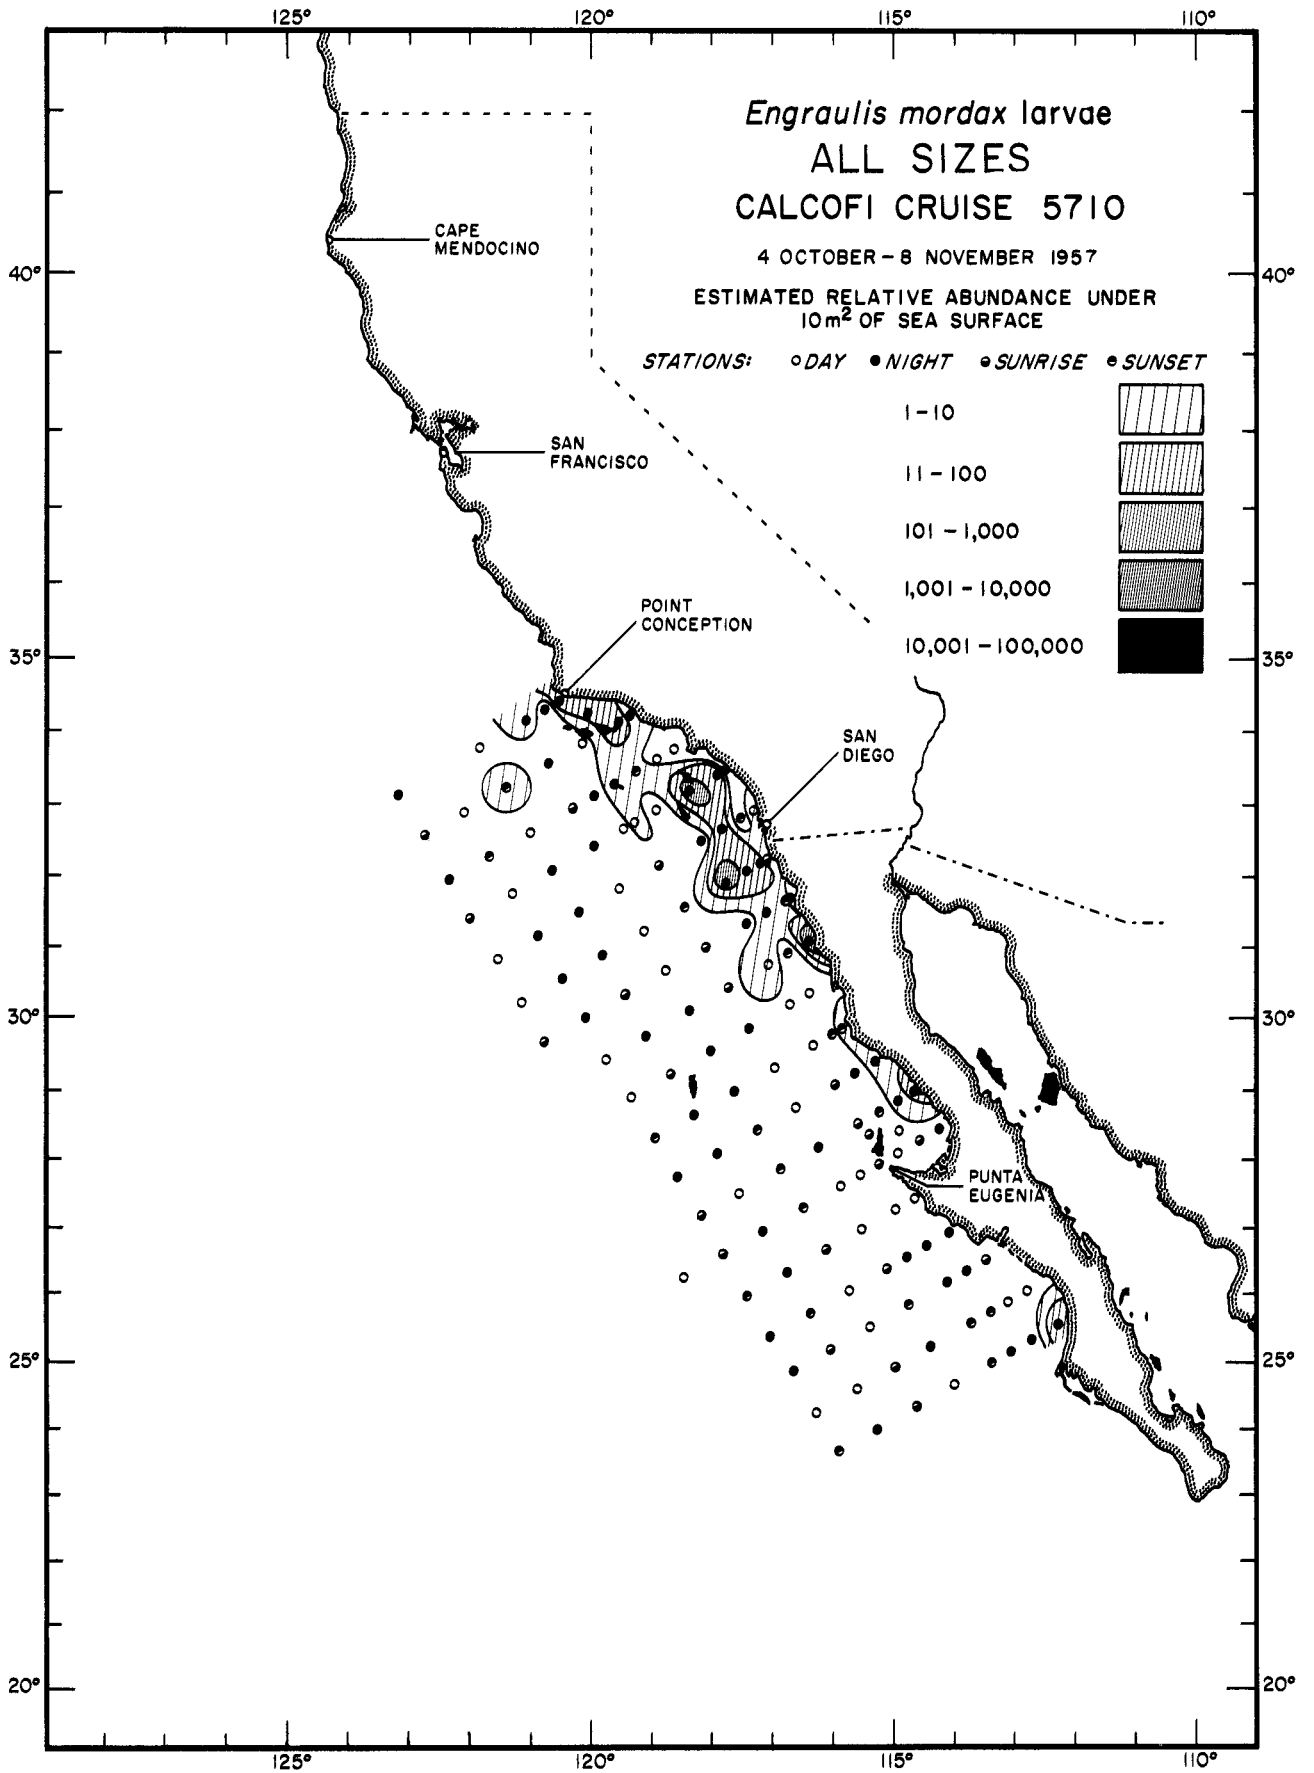 125° 120° 115° 110°
Engraulis mordax larvae
ALL SIZES
CALCOFI CRUISE 5710
4 OCTOBER – 8 NOVEMBER 1957
ESTIMATED RELATIVE ABUNDANCE UNDER
10m² OF SEA SURFACE
STATIONS: DAY NIGHT SUNRISE SUNSET
1 – 10
11 – 100
101 – 1,000
1,001 – 10,000
10,001 – 100,000
CAPE
MENDOCINO
40° 40°
SAN
FRANCISCO
POINT
CONCEPTION
35° 35°
SAN
DIEGO
30° 30°
PUNTA
EUGENIA
25° 25°
20° 20°
125° 120° 115° 110°